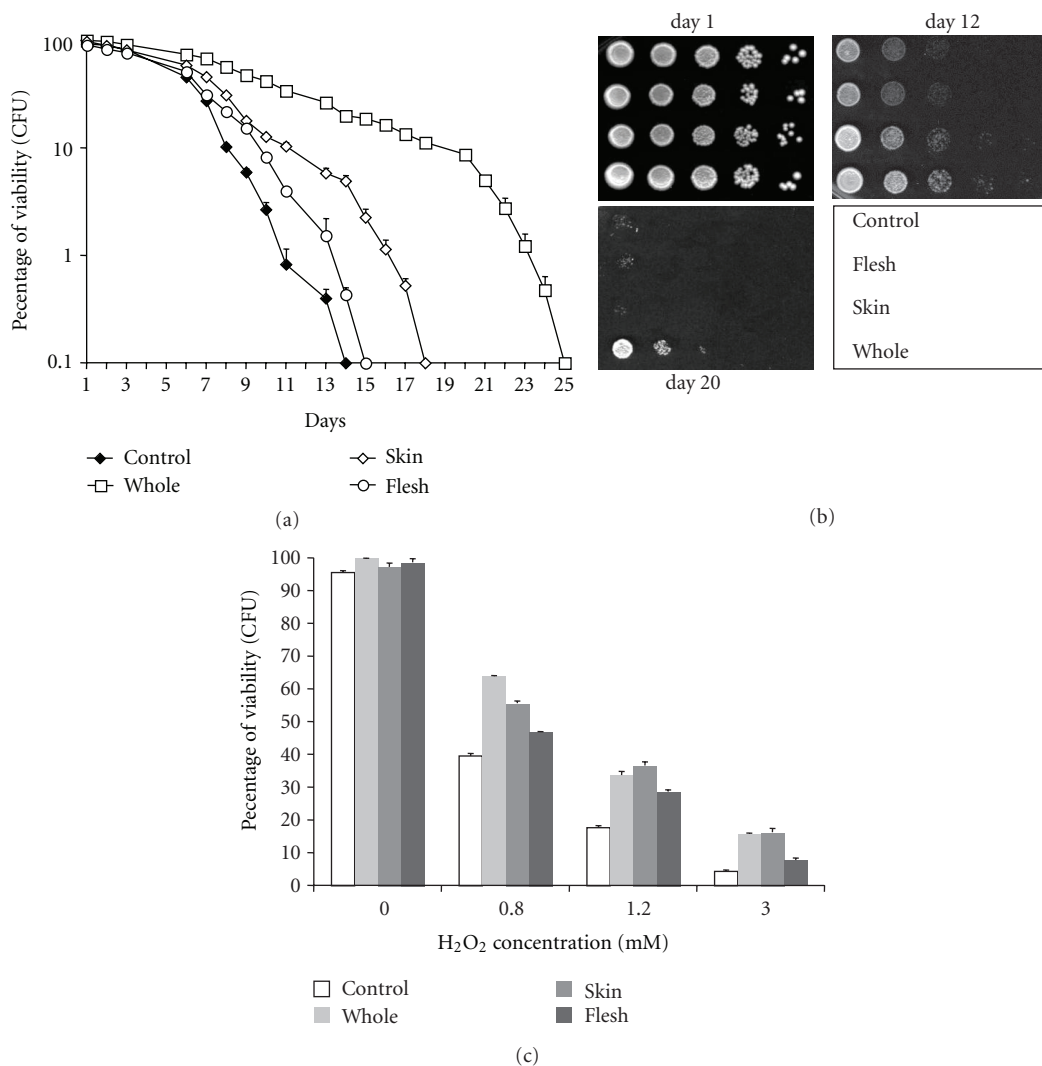 100
10
1
0.1
Pecentage of viability (CFU)
1 3 5 7 9 11 13 15 17 19 21 23 25
Days
Control
Whole
Skin
Flesh
(a)
day 1
day 12
day 20
Control
Flesh
Skin
Whole
(b)
100
90
80
70
60
50
40
30
20
10
0
Pecentage of viability (CFU)
0 0.8 1.2 3
H₂O₂ concentration (mM)
Control
Whole
Skin
Flesh
(c)